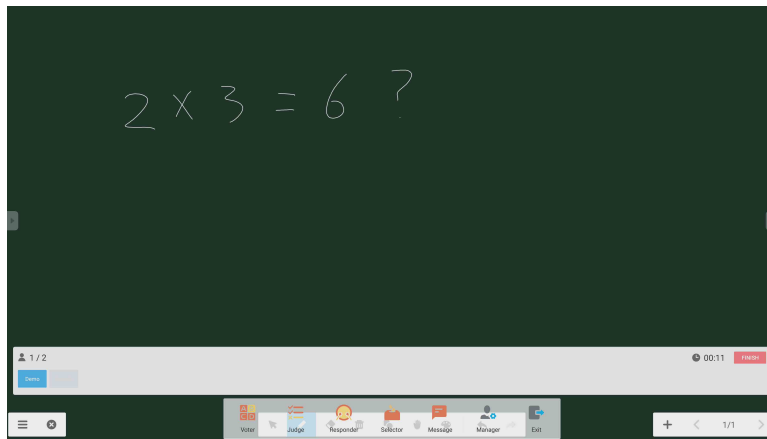 2 × 3 = 6 ?
1 / 2
00:11
FINISH
Demo
A B C D
Voter
Judge
Responder
Selector
Message
Manager
Exit
1/1